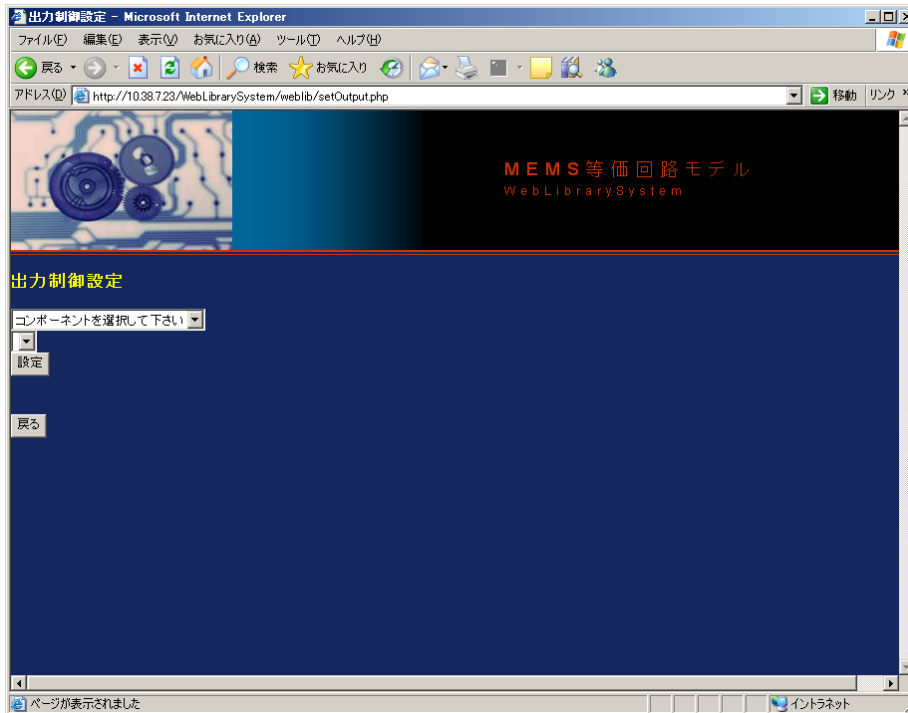 出力制御設定 - Microsoft Internet Explorer
ファイル(F) 編集(E) 表示(V) お気に入り(A) ツール(T) ヘルプ(H)
戻る 検索 お気に入り
アドレス(D) http://10.38.7.23/WebLibrarySystem/weblib/setOutput.php 移動 リンク »
MEMS等価回路モデル
WebLibrarySystem
出力制御設定
コンポーネントを選択して下さい
設定
戻る
ページが表示されました イントラネット